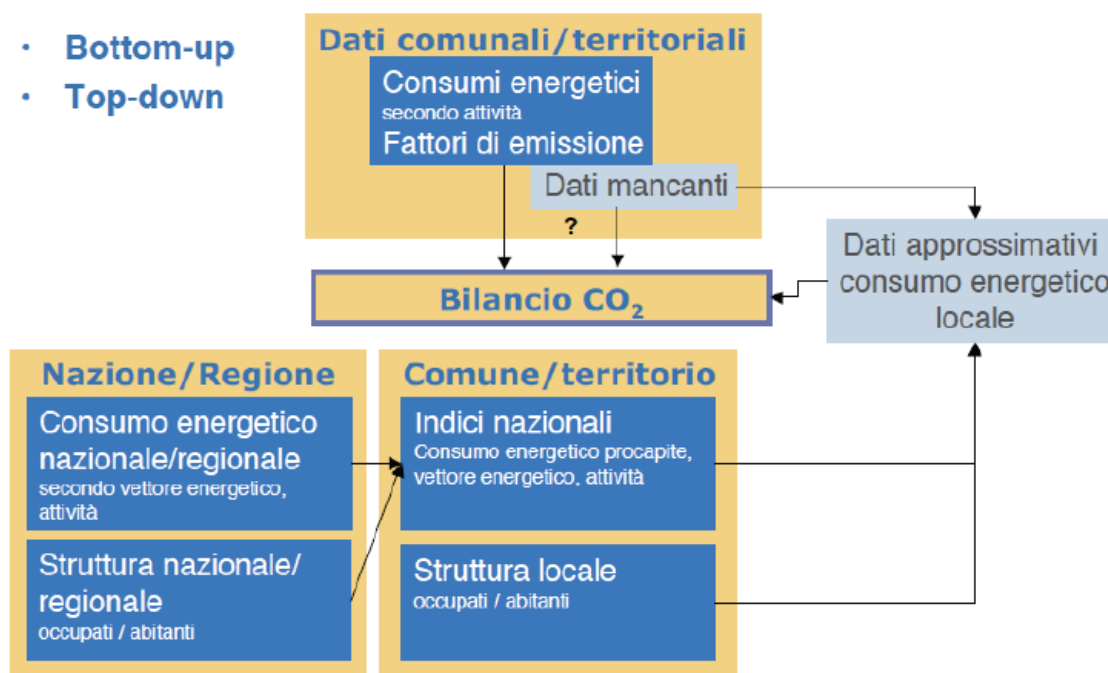 • Bottom-up
• Top-down
Dati comunali/territoriali
Consumi energetici
secondo attività
Fattori di emissione
Dati mancanti
?
Dati approssimativi
consumo energetico
locale
Bilancio CO₂
Nazione/Regione
Consumo energetico
nazionale/regionale
secondo vettore energetico,
attività
Struttura nazionale/
regionale
occupati / abitanti
Comune/territorio
Indici nazionali
Consumo energetico procapite,
vettore energetico, attività
Struttura locale
occupati / abitanti